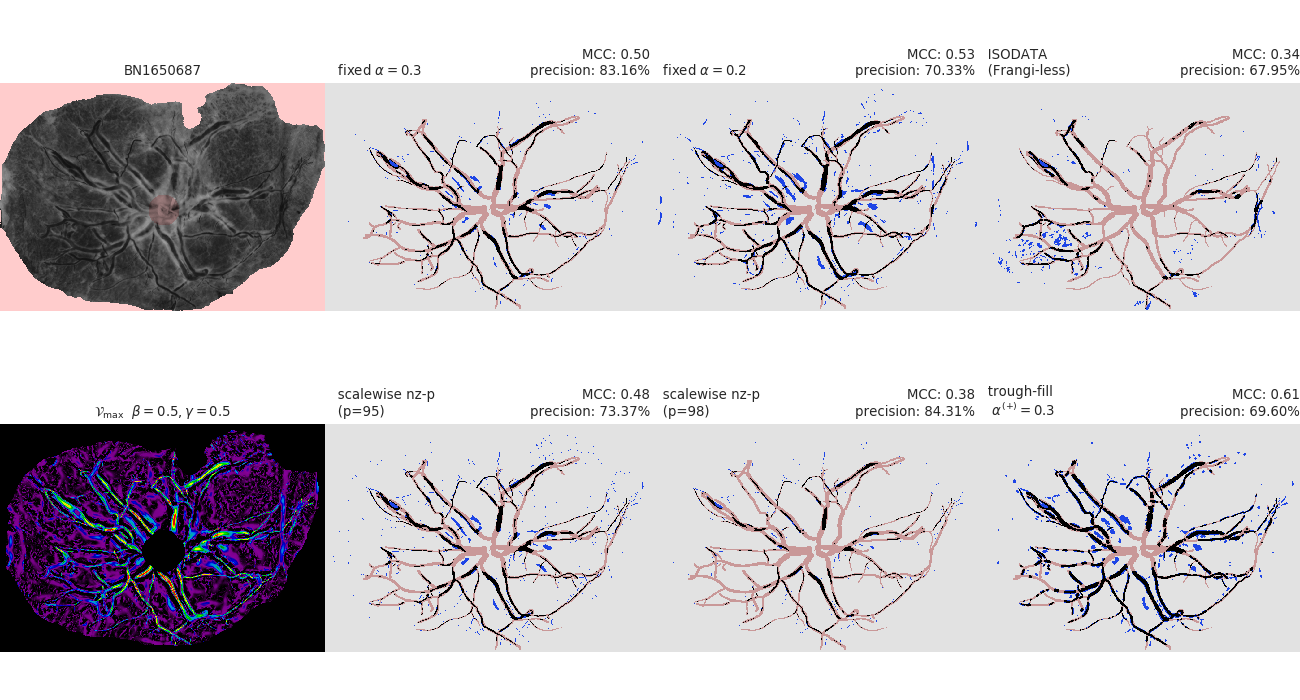 BN1650687
fixed α = 0.3
MCC: 0.50
precision: 83.16%
fixed α = 0.2
MCC: 0.53
precision: 70.33%
ISODATA
(Frangi-less)
MCC: 0.34
precision: 67.95%
𝒱max β = 0.5, γ = 0.5
scalewise nz-p
(p=95)
MCC: 0.48
precision: 73.37%
scalewise nz-p
(p=98)
MCC: 0.38
precision: 84.31%
trough-fill
α(+) = 0.3
MCC: 0.61
precision: 69.60%